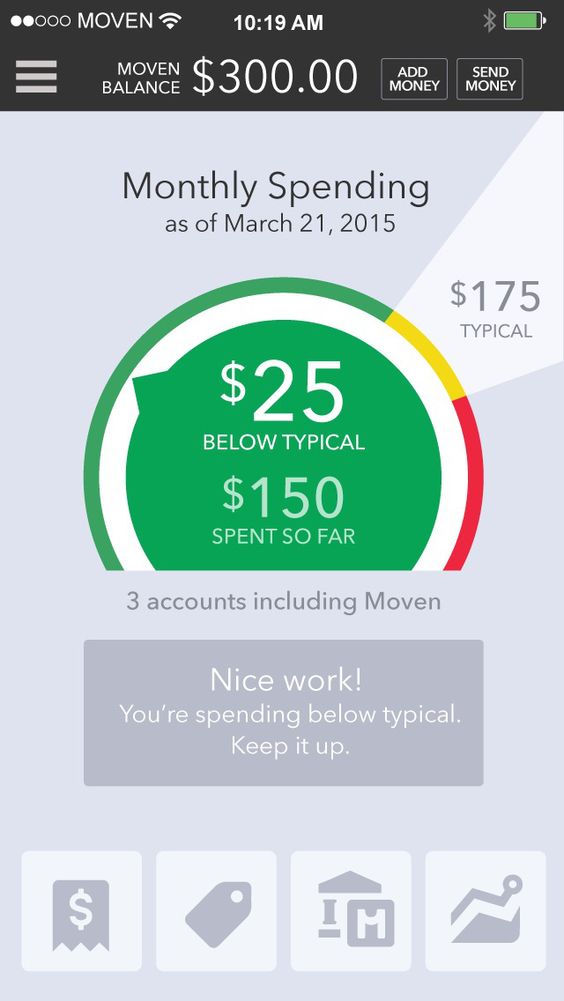 MOVEN 10:19 AM
MOVEN BALANCE $300.00 ADD MONEY SEND MONEY
Monthly Spending
as of March 21, 2015
$175
TYPICAL
$25
BELOW TYPICAL
$150
SPENT SO FAR
3 accounts including Moven
Nice work!
You’re spending below typical.
Keep it up.
$ M